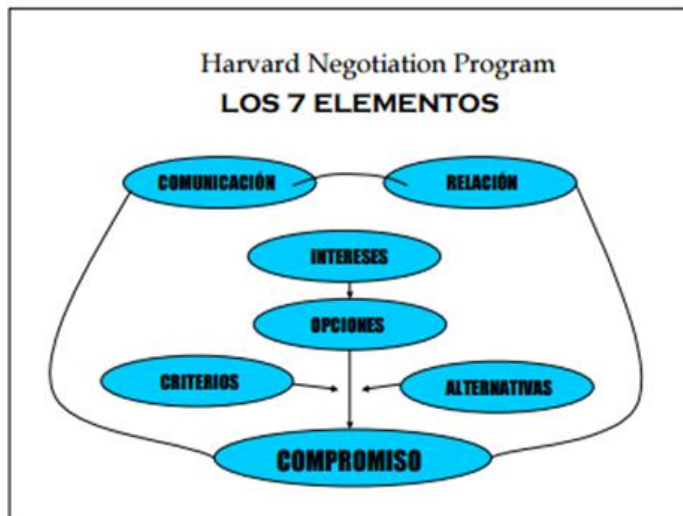 Harvard Negotiation Program
LOS 7 ELEMENTOS
COMUNICACIÓN
RELACIÓN
INTERESES
OPCIONES
CRITERIOS
ALTERNATIVAS
COMPROMISO